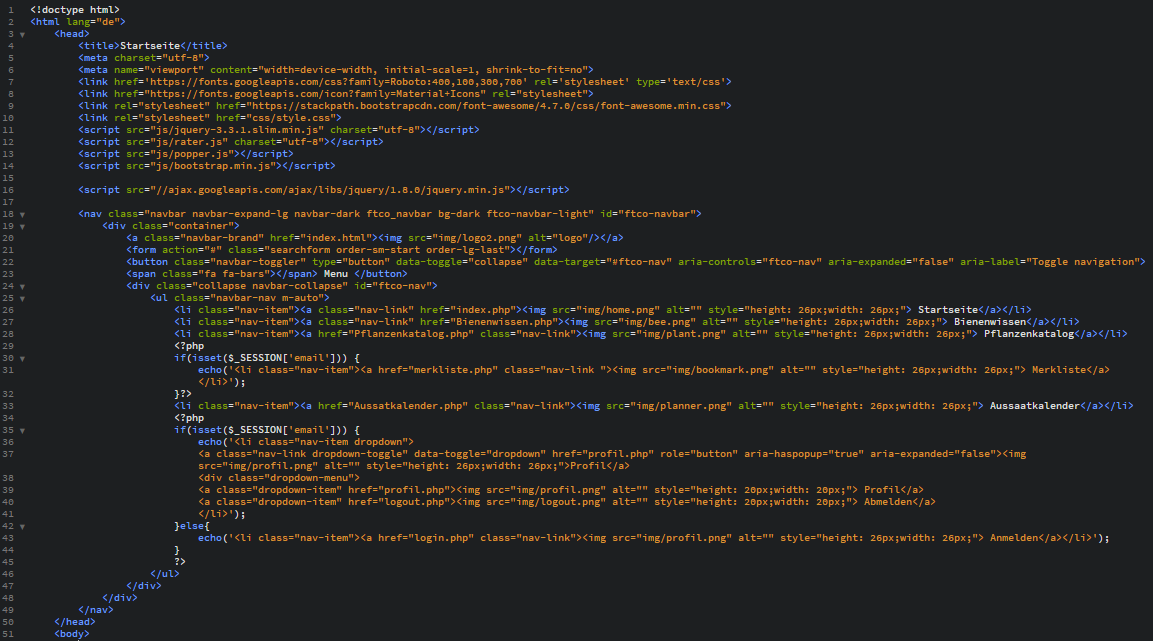 1 <!doctype html>
2 <html lang="de">
3 <head>
4 <title>Startseite</title>
5 <meta charset="utf-8">
6 <meta name="viewport" content="width=device-width, initial-scale=1, shrink-to-fit=no">
7 <link href='https://fonts.googleapis.com/css?family=Roboto:400,100,300,700' rel='stylesheet' type='text/css'>
8 <link href="https://fonts.googleapis.com/icon?family=Material+Icons" rel="stylesheet">
9 <link rel="stylesheet" href="https://stackpath.bootstrapcdn.com/font-awesome/4.7.0/css/font-awesome.min.css">
10 <link rel="stylesheet" href="css/style.css">
11 <script src="js/jquery-3.3.1.slim.min.js" charset="utf-8"></script>
12 <script src="js/rater.js" charset="utf-8"></script>
13 <script src="js/popper.js"></script>
14 <script src="js/bootstrap.min.js"></script>
15
16 <script src="//ajax.googleapis.com/ajax/libs/jquery/1.8.0/jquery.min.js"></script>
17
18 <nav class="navbar navbar-expand-lg navbar-dark ftco_navbar bg-dark ftco-navbar-light" id="ftco-navbar">
19 <div class="container">
20 <a class="navbar-brand" href="index.html"><img src="img/logo2.png" alt="logo"/></a>
21 <form action="#" class="searchform order-sm-start order-lg-last"></form>
22 <button class="navbar-toggler" type="button" data-toggle="collapse" data-target="#ftco-nav" aria-controls="ftco-nav" aria-expanded="false" aria-label="Toggle navigation">
23 <span class="fa fa-bars"></span> Menu </button>
24 <div class="collapse navbar-collapse" id="ftco-nav">
25 <ul class="navbar-nav m-auto">
26 <li class="nav-item"><a class="nav-link" href="index.php"><img src="img/home.png" alt="" style="height: 26px;width: 26px;"> Startseite</a></li>
27 <li class="nav-item"><a class="nav-link" href="Bienenwissen.php"><img src="img/bee.png" alt="" style="height: 26px;width: 26px;"> Bienenwissen</a></li>
28 <li class="nav-item"><a href="Pflanzenkatalog.php" class="nav-link"><img src="img/plant.png" alt="" style="height: 26px;width: 26px;"> Pflanzenkatalog</a></li>
29 <?php
30 if(isset($_SESSION['email'])) {
31 echo('<li class="nav-item"><a href="merkliste.php" class="nav-link "><img src="img/bookmark.png" alt="" style="height: 26px;width: 26px;"> Merkliste</a>
</li>');
32 }?>
33 <li class="nav-item"><a href="Aussatkalender.php" class="nav-link"><img src="img/planner.png" alt="" style="height: 26px;width: 26px;"> Aussaatkalender</a></li>
34 <?php
35 if(isset($_SESSION['email'])) {
36 echo('<li class="nav-item dropdown">
37 <a class="nav-link dropdown-toggle" data-toggle="dropdown" href="profil.php" role="button" aria-haspopup="true" aria-expanded="false"><img
src="img/profil.png" alt="" style="height: 26px;width: 26px;">Profil</a>
38 <div class="dropdown-menu">
39 <a class="dropdown-item" href="profil.php"><img src="img/profil.png" alt="" style="height: 20px;width: 20px;"> Profil</a>
40 <a class="dropdown-item" href="logout.php"><img src="img/logout.png" alt="" style="height: 20px;width: 20px;"> Abmelden</a>
41 </li>');
42 }else{
43 echo('<li class="nav-item"><a href="login.php" class="nav-link"><img src="img/profil.png" alt="" style="height: 26px;width: 26px;"> Anmelden</a></li>');
44 }
45 ?>
46 </ul>
47 </div>
48 </div>
49 </nav>
50 </head>
51 <body>